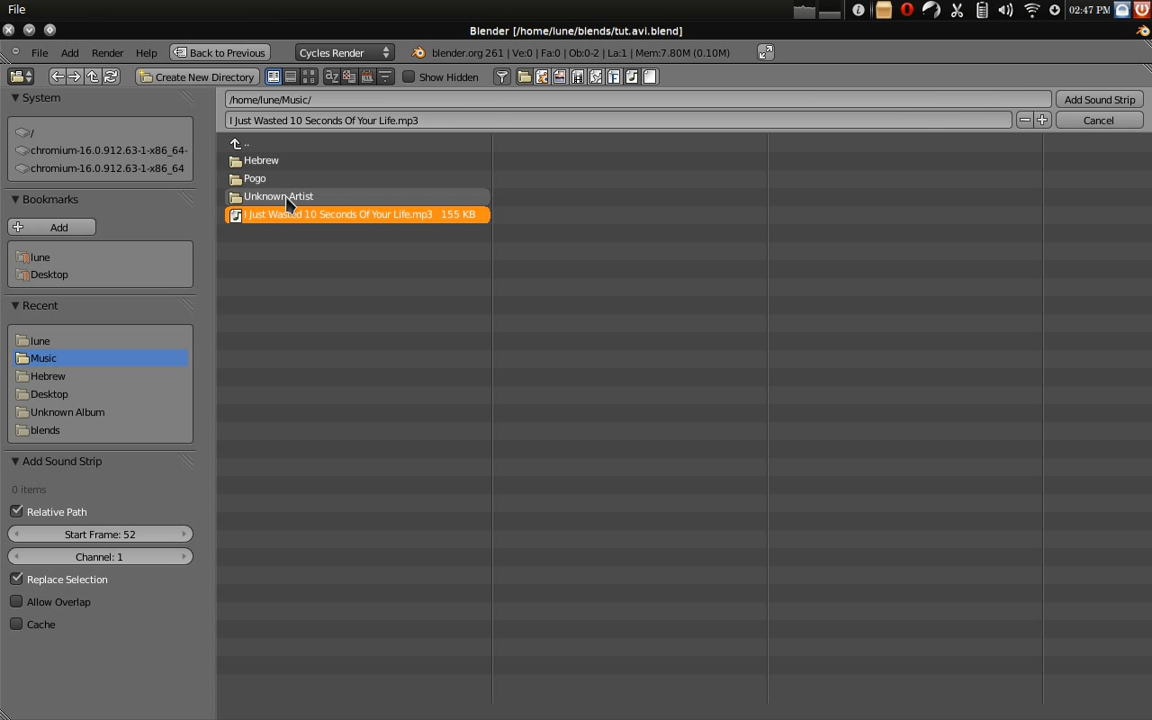 File
02:47 PM
Blender [/home/lune/blends/tut.avi.blend]
File Add Render Help Back to Previous Cycles Render blender.org 261 | Ve:0 | Fa:0 | Ob:0-2 | La:1 | Mem:7.80M (0.10M)
Create New Directory Show Hidden
System
/
chromium-16.0.912.63-1-x86_64-
chromium-16.0.912.63-1-x86_64
Bookmarks
Add
lune
Desktop
Recent
lune
Music
Hebrew
Desktop
Unknown Album
blends
Add Sound Strip
0 items
Relative Path
Start Frame: 52
Channel: 1
Replace Selection
Allow Overlap
Cache
/home/lune/Music/ Add Sound Strip
I Just Wasted 10 Seconds Of Your Life.mp3 Cancel
..
Hebrew
Pogo
Unknown Artist
I Just Wasted 10 Seconds Of Your Life.mp3 155 KB